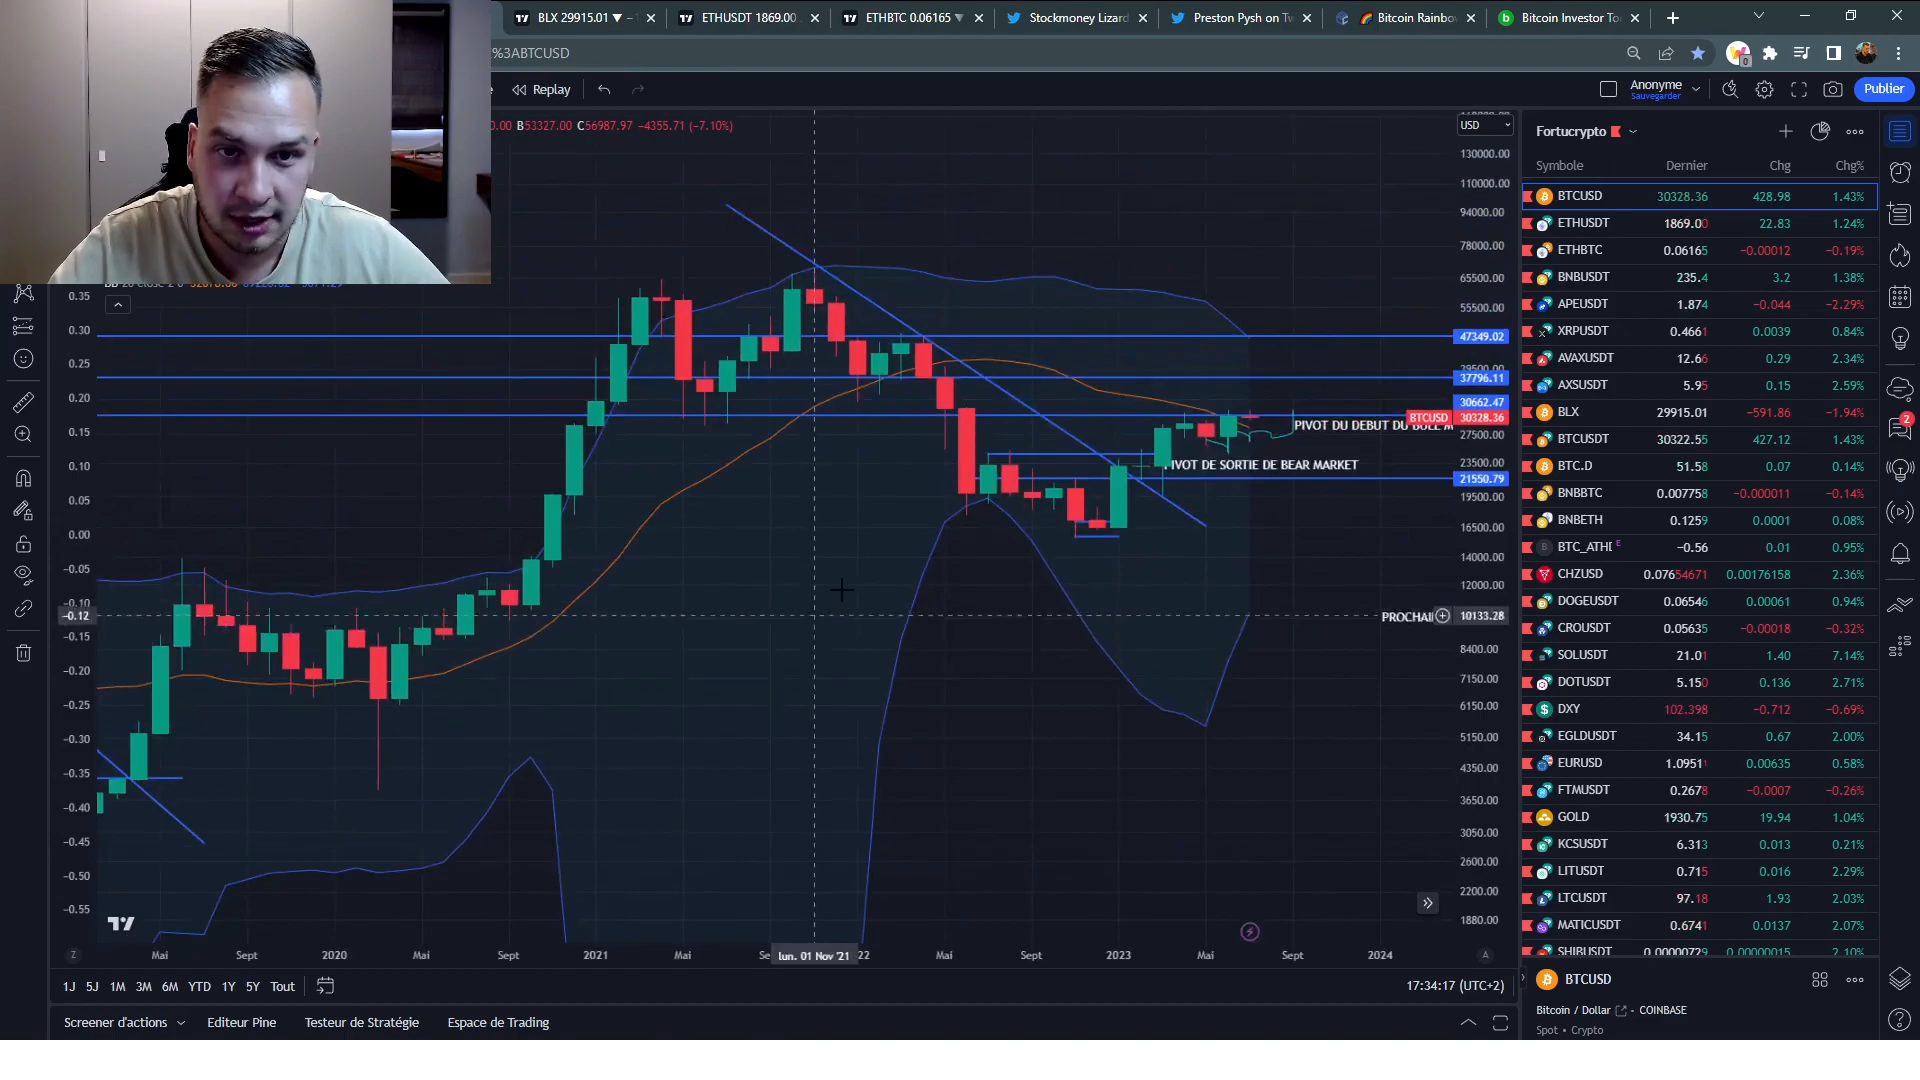 BLX 29915.01
ETHUSDT 1869.00
ETHBTC 0.06165
Stockmoney Lizard
Preston Pysh on Tw
Bitcoin Rainbow
Bitcoin Investor To
%3ABTCUSD
0
Replay
Anonyme
Sauvegarder
Publier
0.00 B53327.00 C56987.97 −4355.71 (−7.10%)
USD
130000.00
110000.00
94000.00
78000.00
65500.00
55500.00
47349.02
39500.00
37796.11
30662.47
BTCUSD 30328.36
27500.00
23500.00
21550.79
19500.00
16500.00
14000.00
12000.00
10133.28
8400.00
7150.00
6150.00
5150.00
4350.00
3650.00
3050.00
2600.00
2200.00
1880.00
PIVOT DU DEBUT DU BULL M
PIVOT DE SORTIE DE BEAR MARKET
PROCHAI
0.35
0.30
0.25
0.20
0.15
0.10
0.05
0.00
−0.05
−0.10
−0.12
−0.15
−0.20
−0.25
−0.30
−0.35
−0.40
−0.45
−0.50
−0.55
Z
Mai
Sept
2020
Mai
Sept
2021
Mai
Se
lun. 01 Nov '21
22
Mai
Sept
2023
Mai
Sept
2024
A
1J 5J 1M 3M 6M YTD 1Y 5Y Tout
17:34:17 (UTC+2)
Screener d'actions
Editeur Pine
Testeur de Stratégie
Espace de Trading
Fortucrypto
Symbole Dernier Chg Chg%
BTCUSD 30328.36 428.98 1.43%
ETHUSDT 1869.00 22.83 1.24%
ETHBTC 0.06165 −0.00012 −0.19%
BNBUSDT 235.4 3.2 1.38%
APEUSDT 1.874 −0.044 −2.29%
XRPUSDT 0.4661 0.0039 0.84%
AVAXUSDT 12.66 0.29 2.34%
AXSUSDT 5.95 0.15 2.59%
BLX 29915.01 −591.86 −1.94%
BTCUSDT 30322.55 427.12 1.43%
BTC.D 51.58 0.07 0.14%
BNBBTC 0.007758 −0.000011 −0.14%
BNBETH 0.1259 0.0001 0.08%
BTC_ATH E −0.56 0.01 0.95%
CHZUSD 0.07654671 0.00176158 2.36%
DOGEUSDT 0.06546 0.00061 0.94%
CROUSDT 0.05635 −0.00018 −0.32%
SOLUSDT 21.01 1.40 7.14%
DOTUSDT 5.150 0.136 2.71%
DXY 102.398 −0.712 −0.69%
EGLDUSDT 34.15 0.67 2.00%
EURUSD 1.09511 0.00635 0.58%
FTMUSDT 0.2678 −0.0007 −0.26%
GOLD 1930.75 19.94 1.04%
KCSUSDT 6.313 0.013 0.21%
LITUSDT 0.715 0.016 2.29%
LTCUSDT 97.18 1.93 2.03%
MATICUSDT 0.6741 0.0137 2.07%
SHIBUSDT 0.00000729 0.00000015 2.10%
BTCUSD
Bitcoin / Dollar - COINBASE
Spot • Crypto
2